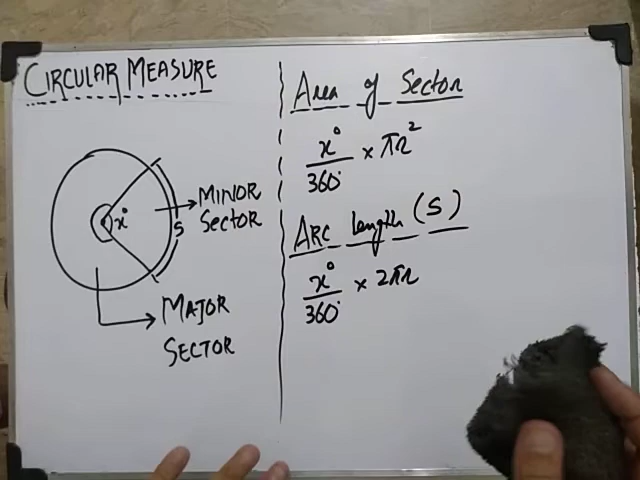 CIRCULAR MEASURE
x°
S
MINOR
SECTOR
MAJOR
SECTOR
Area of Sector
x°/360° × πr²
ARC length (S)
x°/360° × 2πr